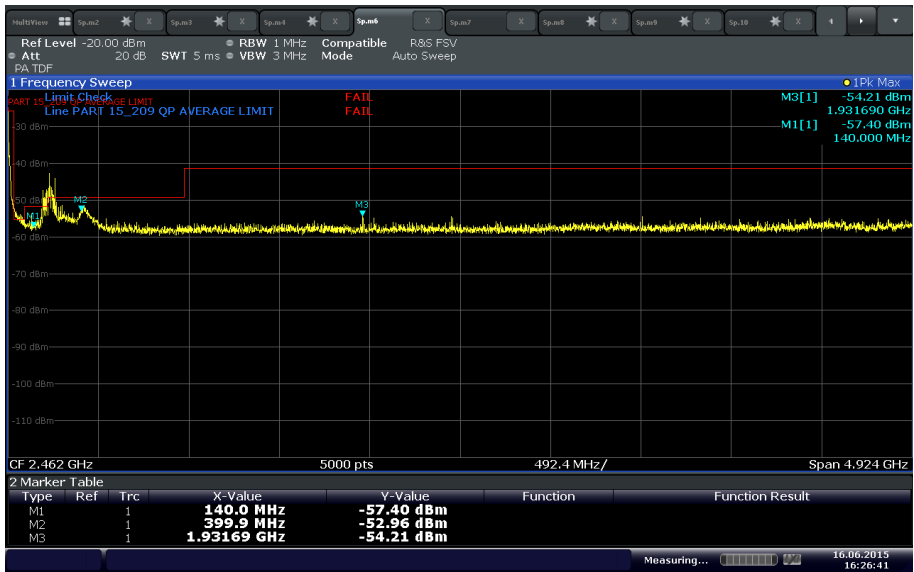 MultiView Sp.m2 X Sp.m3 X Sp.m4 X Sp.m6 X Sp.m7 X Sp.m8 X Sp.m9 X Sp.10 X
Ref Level -20.00 dBm RBW 1 MHz Compatible R&S FSV
Att 20 dB SWT 5 ms VBW 3 MHz Mode Auto Sweep
PA TDF
1 Frequency Sweep 1Pk Max
Limit Check FAIL M3[1] -54.21 dBm
PART 15_209 QP AVERAGE LIMIT
Line PART 15_209 QP AVERAGE LIMIT FAIL 1.931690 GHz
-30 dBm M1[1] -57.40 dBm
140.000 MHz
-40 dBm
-50 dBm M2
M1 M3
-60 dBm
-70 dBm
-80 dBm
-90 dBm
-100 dBm
-110 dBm
CF 2.462 GHz 5000 pts 492.4 MHz/ Span 4.924 GHz
2 Marker Table
Type Ref Trc X-Value Y-Value Function Function Result
M1 1 140.0 MHz -57.40 dBm
M2 1 399.9 MHz -52.96 dBm
M3 1 1.93169 GHz -54.21 dBm
Measuring... 16.06.2015
16:26:41